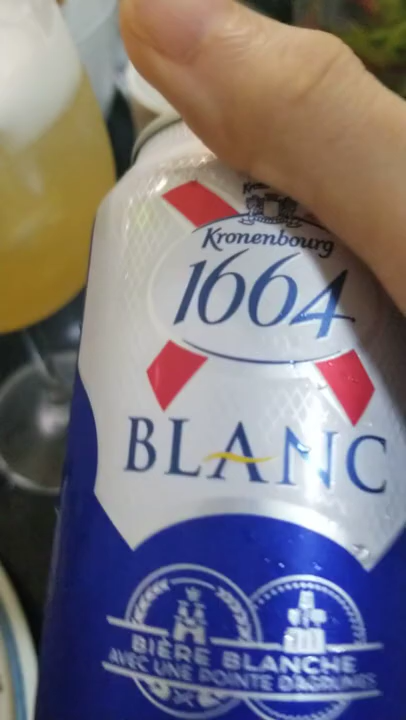 Kronenbourg
1664
BLANC
BIÈRE BLANCHE
AVEC UNE POINTE D'AGRUMES